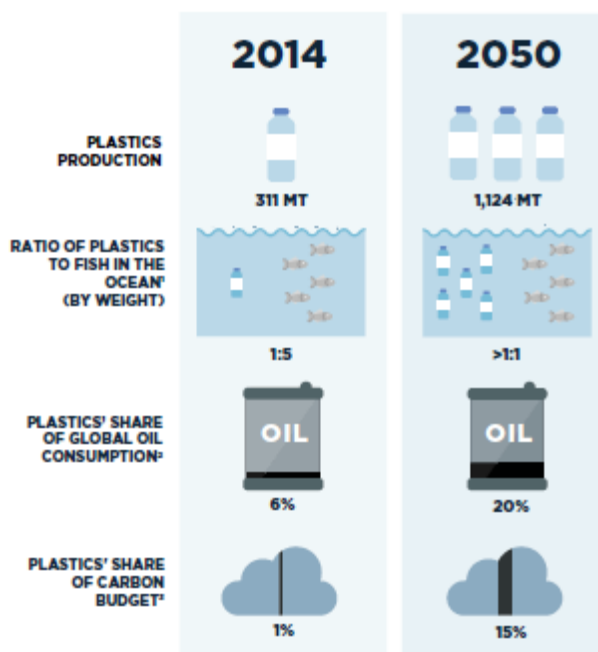 2014 2050
PLASTICS
PRODUCTION
311 MT 1,124 MT
RATIO OF PLASTICS
TO FISH IN THE
OCEAN¹
(BY WEIGHT)
1:5 >1:1
PLASTICS' SHARE
OF GLOBAL OIL
CONSUMPTION²
OIL OIL
6% 20%
PLASTICS' SHARE
OF CARBON
BUDGET³
1% 15%